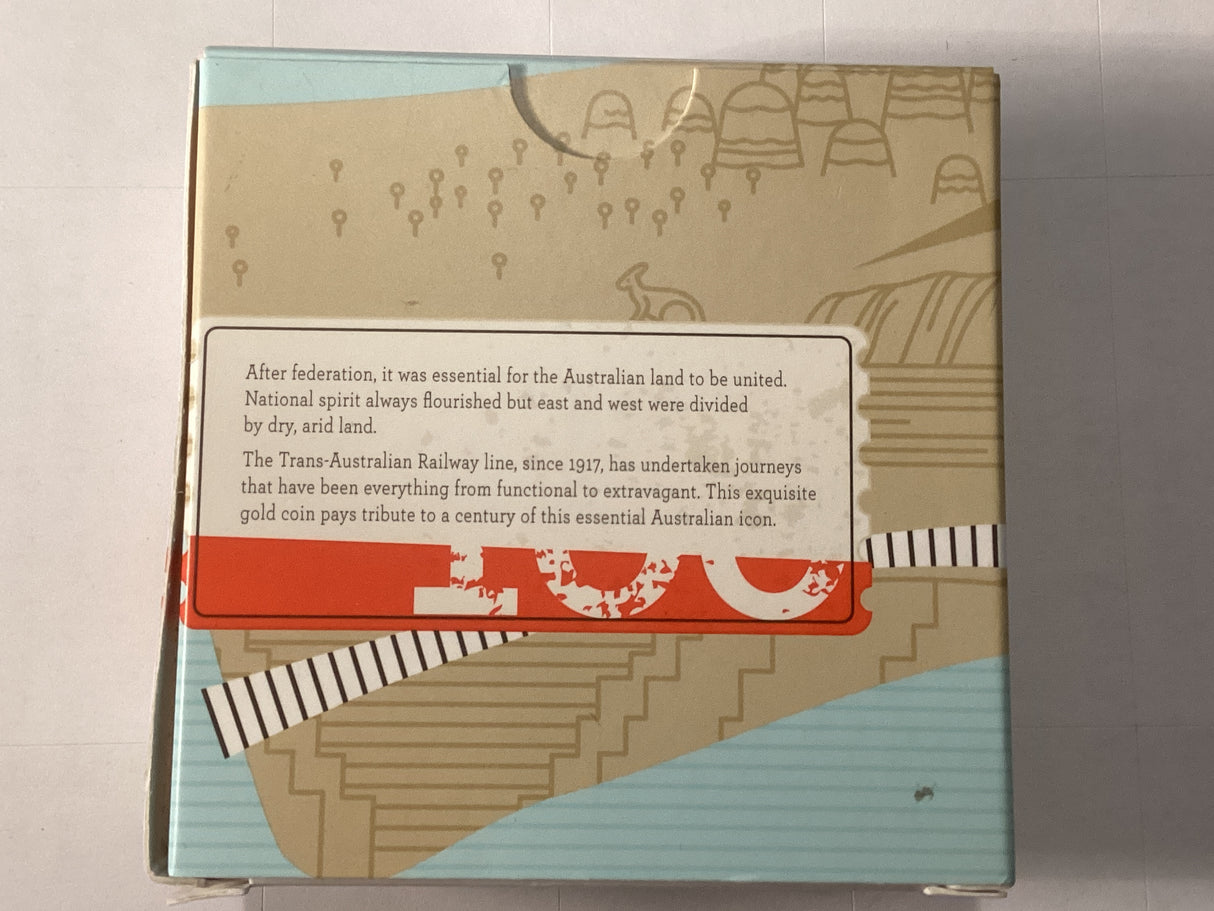 After federation, it was essential for the Australian land to be united.
National spirit always flourished but east and west were divided
by dry, arid land.
The Trans-Australian Railway line, since 1917, has undertaken journeys
that have been everything from functional to extravagant. This exquisite
gold coin pays tribute to a century of this essential Australian icon.
100